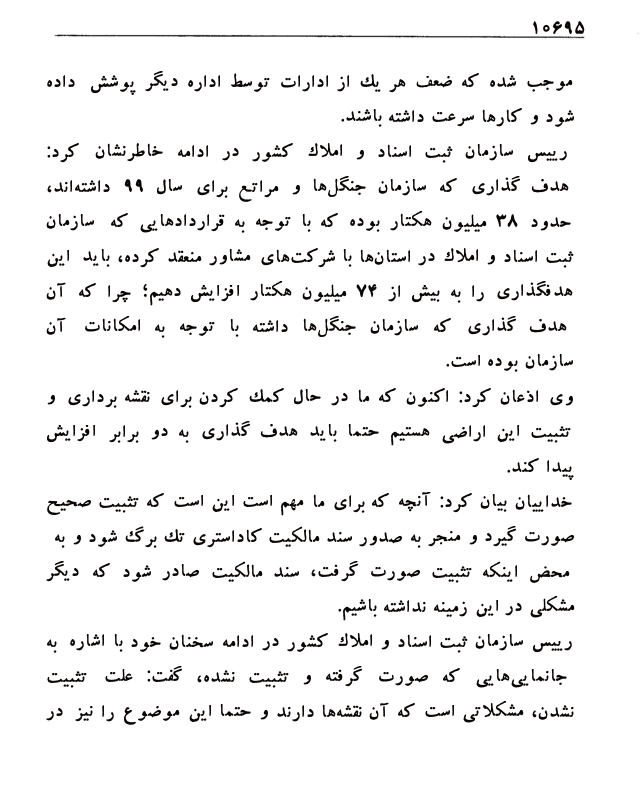 ۱۰۶۹۵
موجب شده که ضعف هر یك از ادارات توسط اداره دیگر پوشش داده
شود و کارها سرعت داشته باشند.
رییس سازمان ثبت اسناد و املاك کشور در ادامه خاطرنشان کرد:
هدف گذاری که سازمان جنگل‌ها و مراتع برای سال ۹۹ داشته‌اند،
حدود ۳۸ میلیون هکتار بوده که با توجه به قراردادهایی که سازمان
ثبت اسناد و املاك در استان‌ها با شرکت‌های مشاور منعقد کرده، باید این
هدفگذاری را به بیش از ۷۴ میلیون هکتار افزایش دهیم؛ چرا که آن
هدف گذاری که سازمان جنگل‌ها داشته با توجه به امکانات آن
سازمان بوده است.
وی اذعان کرد: اکنون که ما در حال کمك کردن برای نقشه برداری و
تثبیت این اراضی هستیم حتما باید هدف گذاری به دو برابر افزایش
پیدا کند.
خداییان بیان کرد: آنچه که برای ما مهم است این است که تثبیت صحیح
صورت گیرد و منجر به صدور سند مالکیت کاداستری تك برگ شود و به
محض اینکه تثبیت صورت گرفت، سند مالکیت صادر شود که دیگر
مشکلی در این زمینه نداشته باشیم.
رییس سازمان ثبت اسناد و املاك کشور در ادامه سخنان خود با اشاره به
جانمایی‌هایی که صورت گرفته و تثبیت نشده، گفت: علت تثبیت
نشدن، مشکلاتی است که آن نقشه‌ها دارند و حتما این موضوع را نیز در